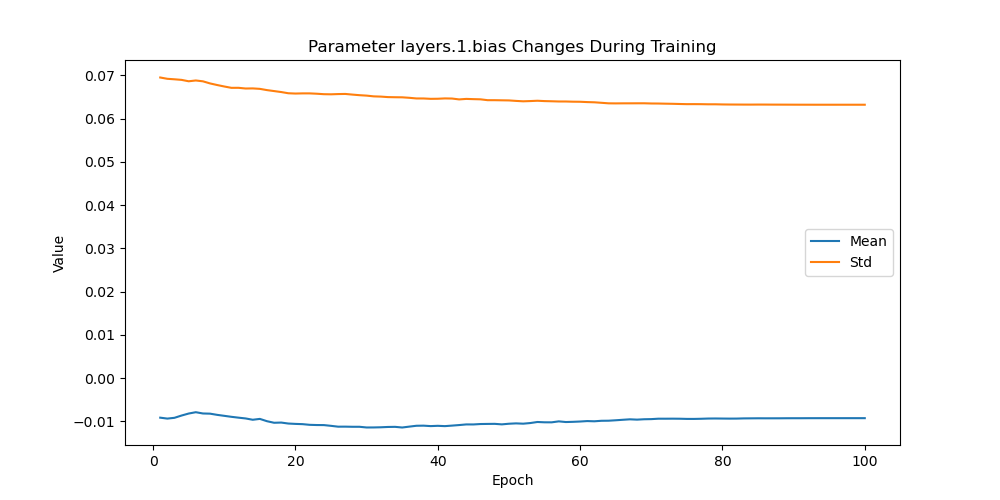 Parameter layers.1.bias Changes During Training
0.07
0.06
0.05
0.04
0.03
0.02
0.01
0.00
−0.01
Value
Mean
Std
0 20 40 60 80 100
Epoch